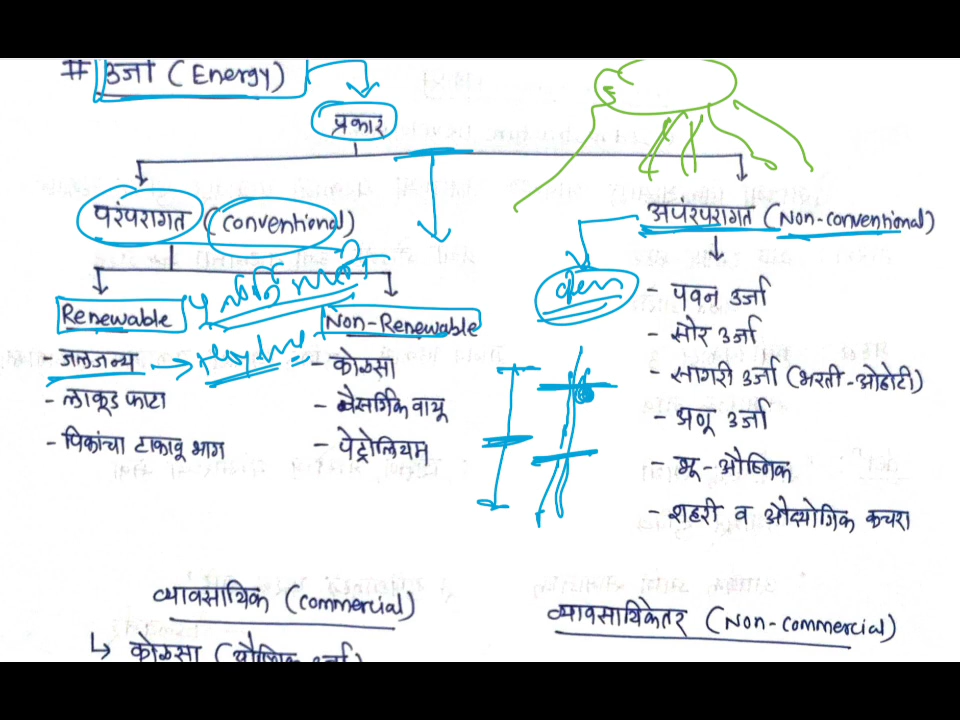 # ऊर्जा (Energy)
प्रकार
परंपरागत (conventional)
अपरंपरागत (Non-conventional)
Renewable
Non-Renewable
- जलजन्य
- लाकूड फाटा
- पिकांचा टाकावू भाग
- कोळसा
- नैसर्गिक वायू
- पेट्रोलियम
- पवन ऊर्जा
- सौर ऊर्जा
- सागरी ऊर्जा (भरती-ओहोटी)
- अणू ऊर्जा
- भू-औष्णिक
- शहरी व औद्योगिक कचरा
व्यावसायिक (commercial)
व्यावसायिकेतर (Non-commercial)
↳ कोळसा (औष्णिक ऊर्जा)